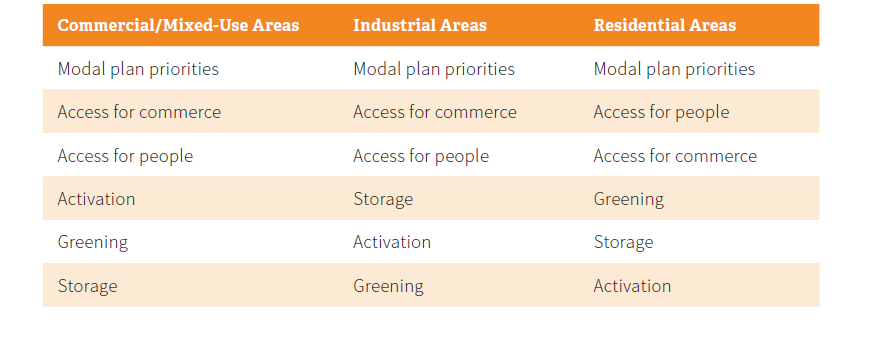 Commercial/Mixed-Use Areas Industrial Areas Residential Areas
Modal plan priorities Modal plan priorities Modal plan priorities
Access for commerce Access for commerce Access for people
Access for people Access for people Access for commerce
Activation Storage Greening
Greening Activation Storage
Storage Greening Activation